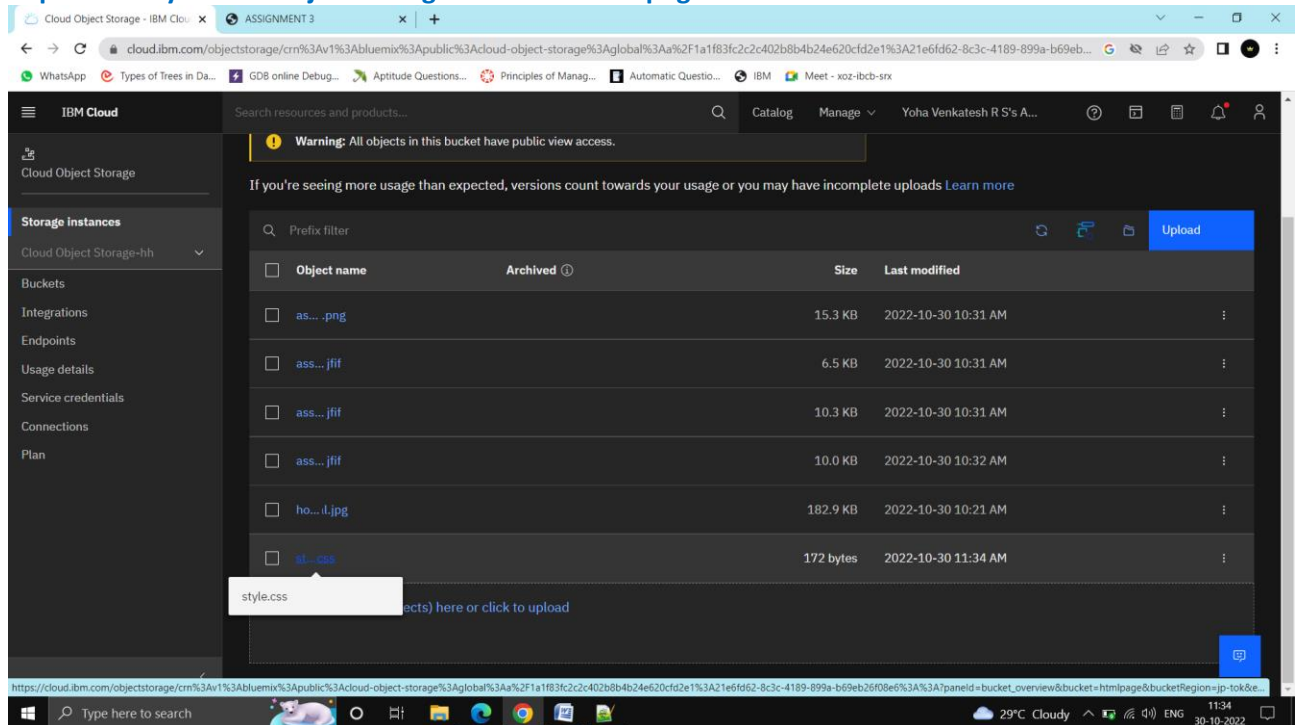 Cloud Object Storage - IBM Clou
ASSIGNMENT 3
cloud.ibm.com/objectstorage/crn%3Av1%3Abluemix%3Apublic%3Acloud-object-storage%3Aglobal%3Aa%2F1a1f83fc2c2c402b8b4b24e620cfd2e1%3A21e6fd62-8c3c-4189-899a-b69eb...
WhatsApp Types of Trees in Da... GDB online Debug... Aptitude Questions... Principles of Manag... Automatic Questio... IBM Meet - xoz-ibcb-srx
IBM Cloud Search resources and products... Catalog Manage Yoha Venkatesh R S's A...
Warning: All objects in this bucket have public view access.
Cloud Object Storage
If you're seeing more usage than expected, versions count towards your usage or you may have incomplete uploads Learn more
Storage instances
Prefix filter Upload
Cloud Object Storage-hh
Object name Archived Size Last modified
Buckets
Integrations
as... .png 15.3 KB 2022-10-30 10:31 AM
Endpoints
Usage details
ass... jfif 6.5 KB 2022-10-30 10:31 AM
Service credentials
Connections
ass... jfif 10.3 KB 2022-10-30 10:31 AM
Plan
ass... jfif 10.0 KB 2022-10-30 10:32 AM
ho... l.jpg 182.9 KB 2022-10-30 10:21 AM
st... css 172 bytes 2022-10-30 11:34 AM
style.css
ects) here or click to upload
https://cloud.ibm.com/objectstorage/crn%3Av1%3Abluemix%3Apublic%3Acloud-object-storage%3Aglobal%3Aa%2F1a1f83fc2c2c402b8b4b24e620cfd2e1%3A21e6fd62-8c3c-4189-899a-b69eb26f08e6%3A%3A?paneId=bucket_overview&bucket=htmlpage&bucketRegion=jp-tok&e...
Type here to search 29°C Cloudy ENG 11:34
30-10-2022